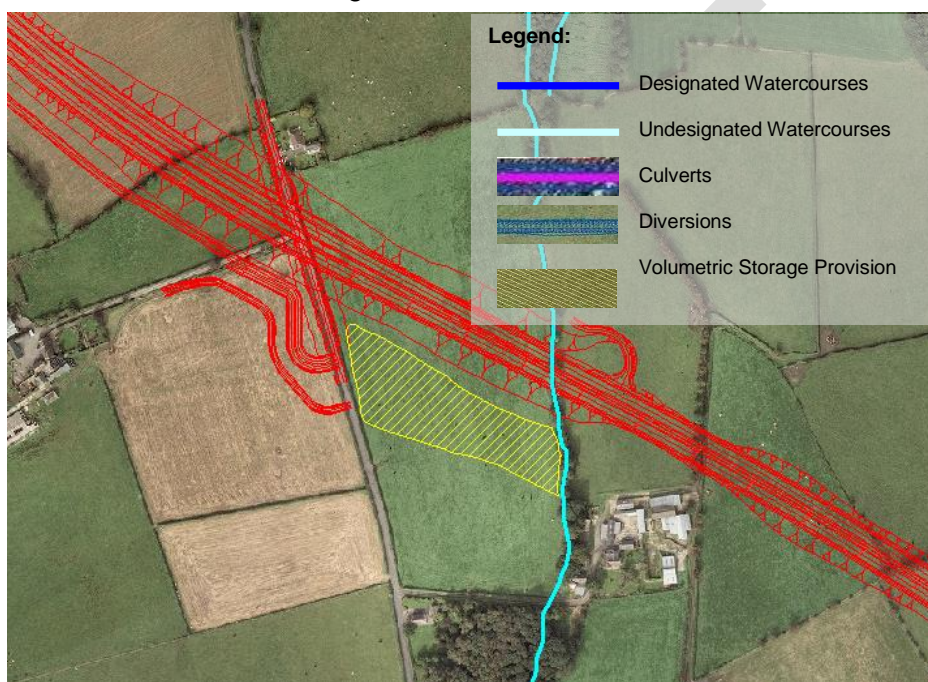 Legend:
Designated Watercourses
Undesignated Watercourses
Culverts
Diversions
Volumetric Storage Provision